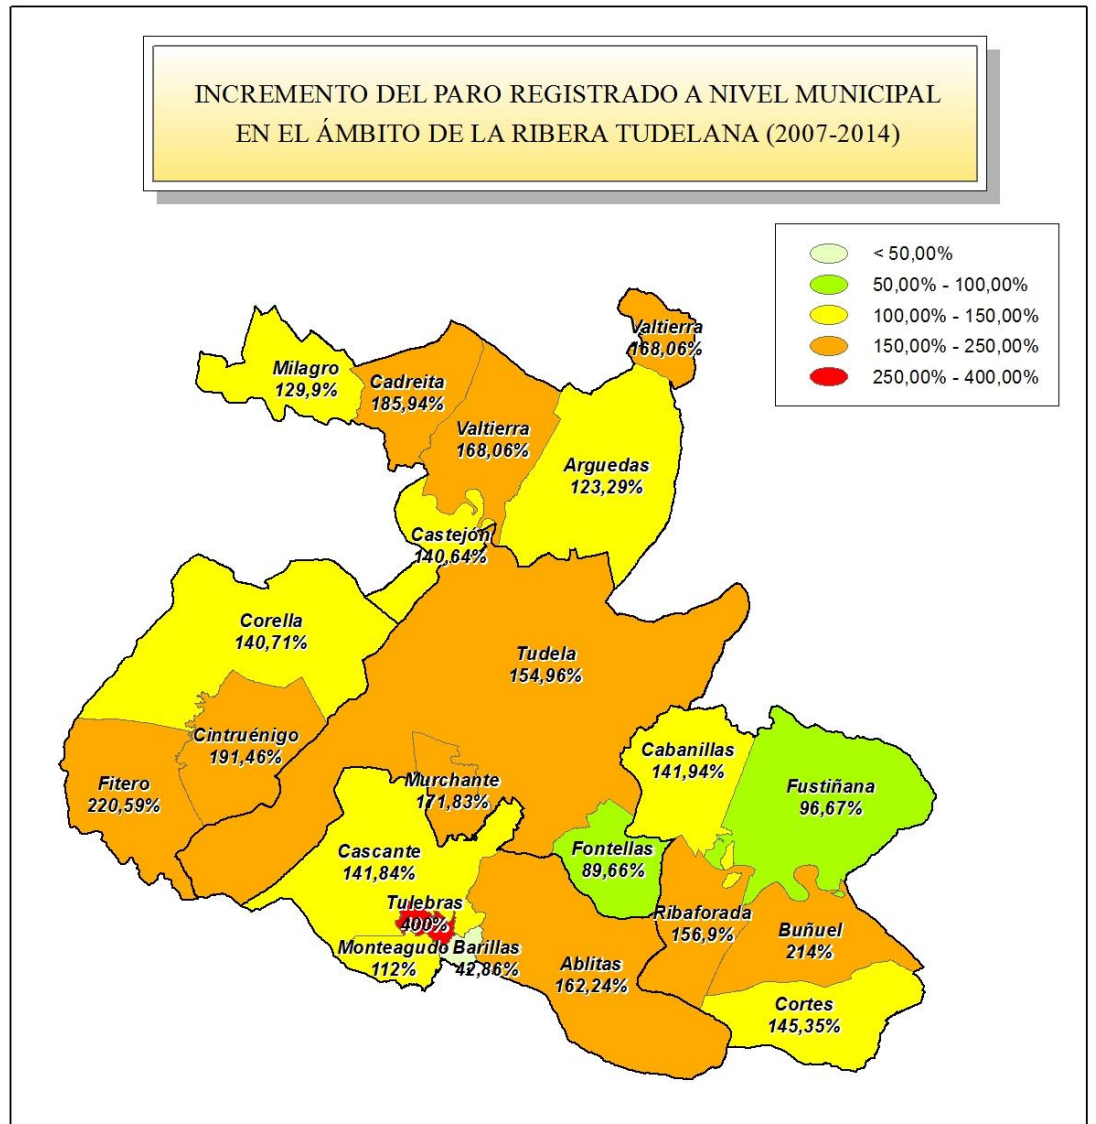 INCREMENTO DEL PARO REGISTRADO A NIVEL MUNICIPAL
EN EL ÁMBITO DE LA RIBERA TUDELANA (2007-2014)
< 50,00%
50,00% - 100,00%
100,00% - 150,00%
150,00% - 250,00%
250,00% - 400,00%
Valtierra
168,06%
Milagro
129,9%
Cadreita
185,94%
Valtierra
168,06%
Arguedas
123,29%
Castejón
140,64%
Corella
140,71%
Tudela
154,96%
Cintruénigo
191,46%
Cabanillas
141,94%
Fitero
220,59%
Murchante
171,83%
Fustiñana
96,67%
Cascante
141,84%
Fontellas
89,66%
Tulebras
400%
Ribaforada
156,9%
Buñuel
214%
Monteagudo
112%
Barillas
42,86%
Ablitas
162,24%
Cortes
145,35%